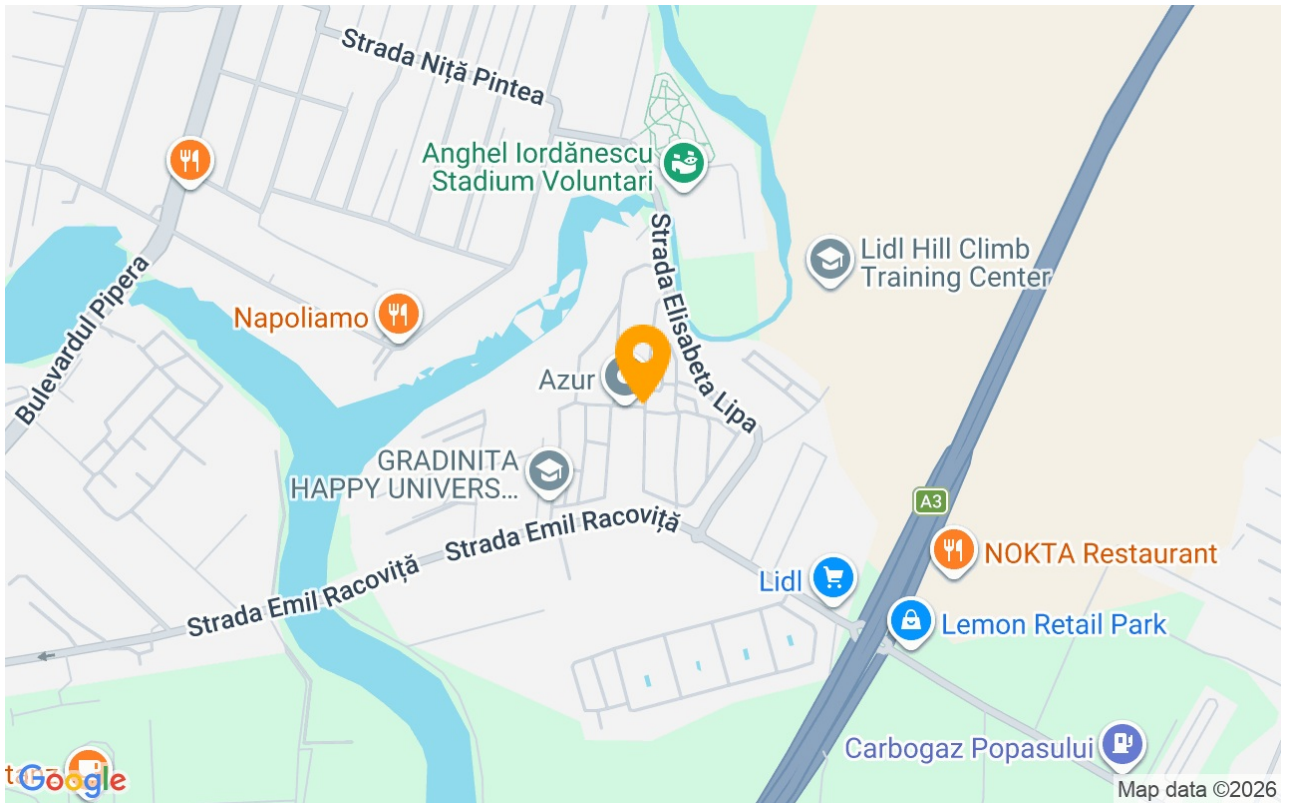 Strada Niță Pintea
Anghel Iordănescu
Stadium Voluntari
Strada Elisabeta Lipa
Lidl Hill Climb
Training Center
Bulevardul Pipera
Napoliamo
Azur
GRADINITA
HAPPY UNIVERS...
A3
Strada Emil Racoviță
Strada Emil Racoviță
NOKTA Restaurant
Lidl
Lemon Retail Park
Carbogaz Popasului
Google
Map data ©2026